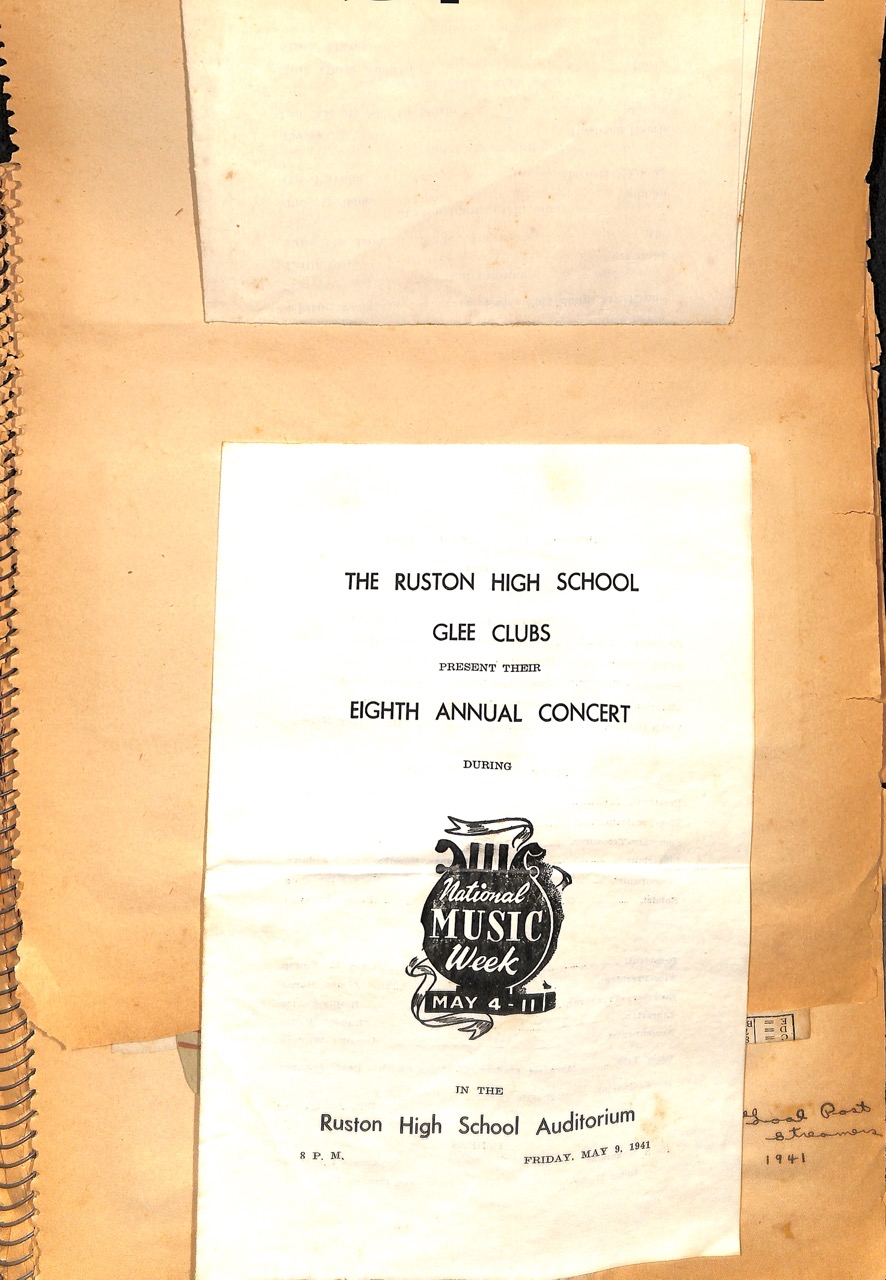 THE RUSTON HIGH SCHOOL
GLEE CLUBS
PRESENT THEIR
EIGHTH ANNUAL CONCERT
DURING
National
MUSIC
Week
MAY 4 - 11
IN THE
Ruston High School Auditorium
8 P. M. FRIDAY, MAY 9, 1941
Goal Post
Streamers
1941